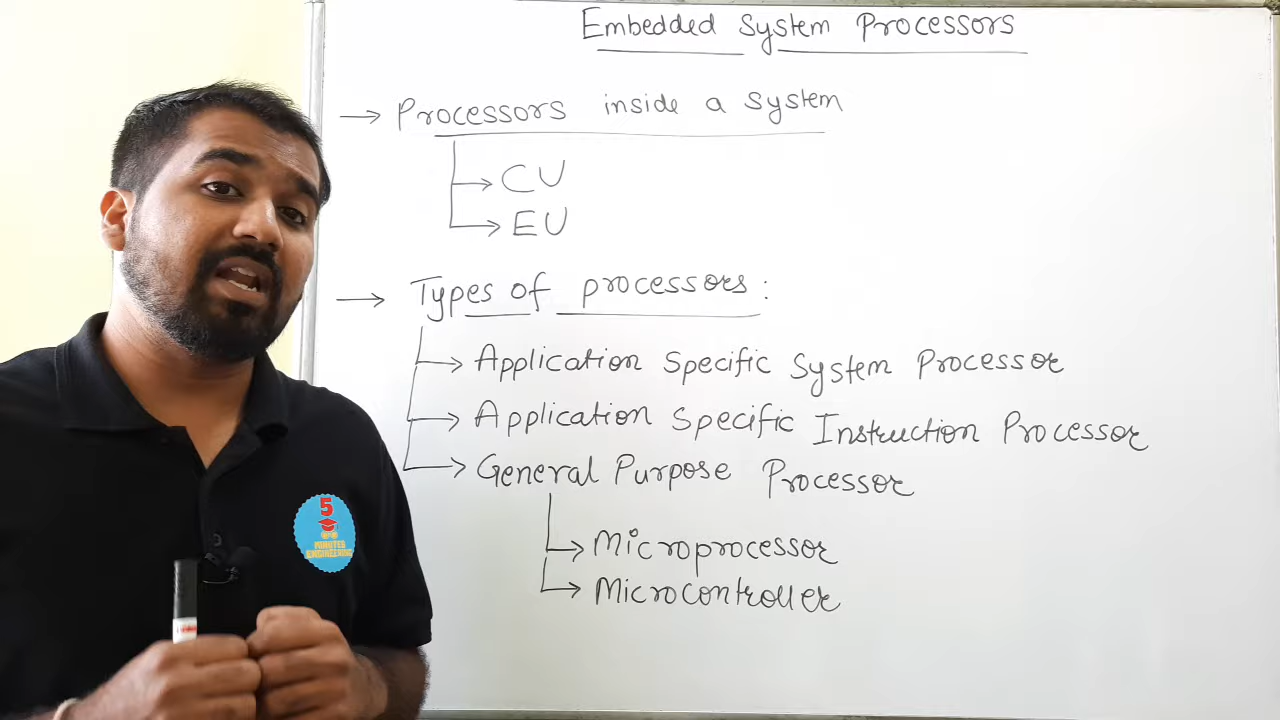 Embedded System Processors
→ Processors inside a system
→ CU
→ EU
→ Types of processors:
→ Application Specific System Processor
→ Application Specific Instruction Processor
→ General Purpose Processor
→ Microprocessor
→ Microcontroller
5
MINUTES
ENGINEERING